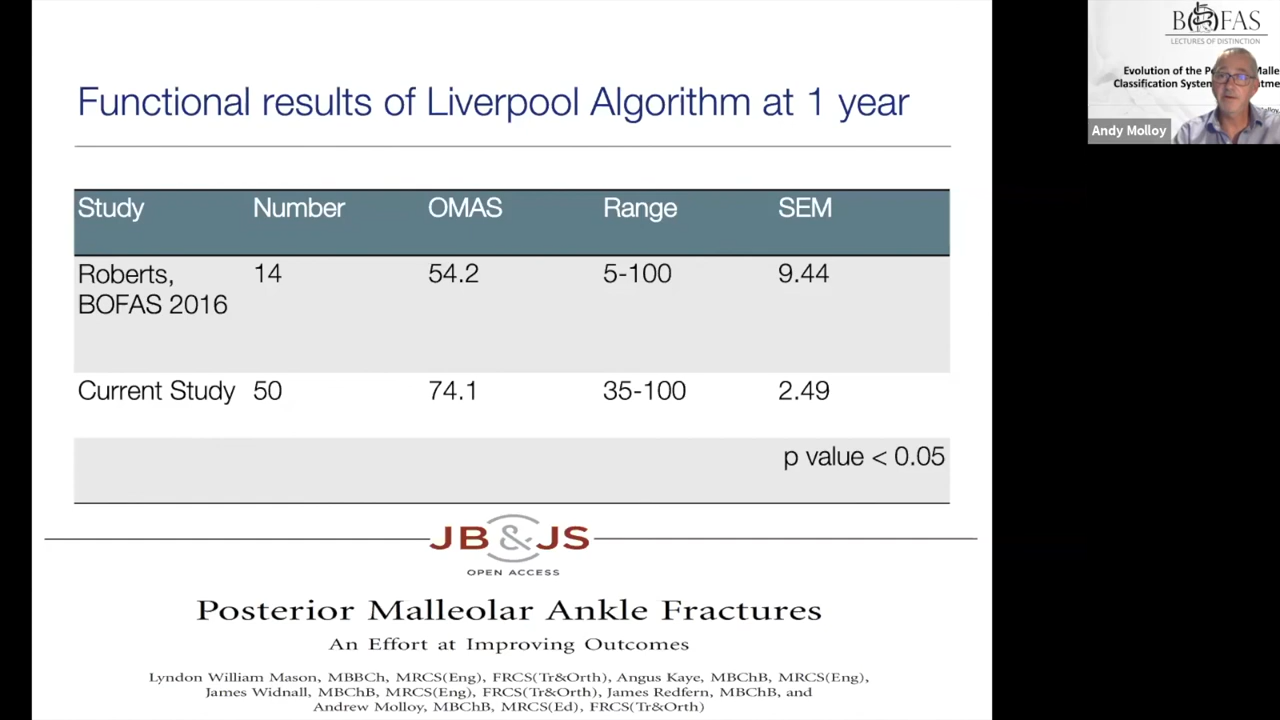 Functional results of Liverpool Algorithm at 1 year
Study Number OMAS Range SEM
Roberts, 14 54.2 5-100 9.44
BOFAS 2016
Current Study 50 74.1 35-100 2.49
p value < 0.05
JB&JS
OPEN ACCESS
Posterior Malleolar Ankle Fractures
An Effort at Improving Outcomes
Lyndon William Mason, MBBCh, MRCS(Eng), FRCS(Tr&Orth), Angus Kaye, MBChB, MRCS(Eng),
James Widnall, MBChB, MRCS(Eng), FRCS(Tr&Orth), James Redfern, MBChB, and
Andrew Molloy, MBChB, MRCS(Ed), FRCS(Tr&Orth)
BOFAS
LECTURES OF DISTINCTION
Evolution of the Malle
Classification System
Andy Molloy